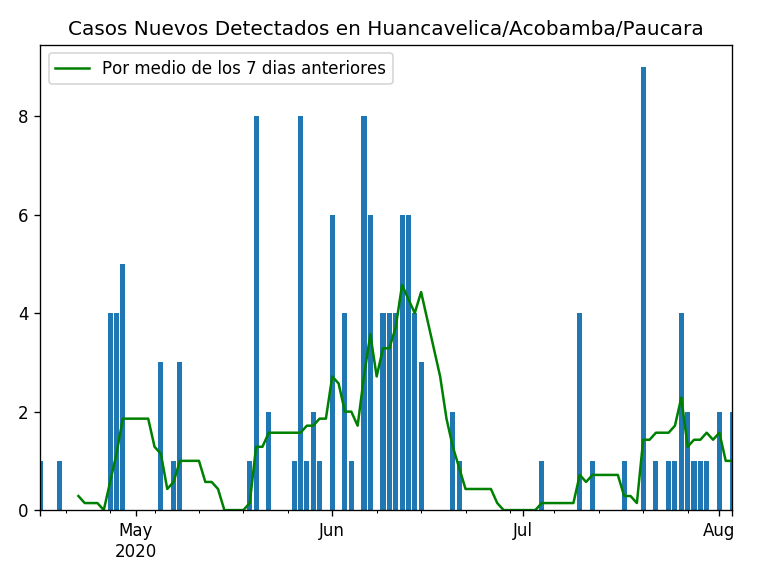 Casos Nuevos Detectados en Huancavelica/Acobamba/Paucara
Por medio de los 7 dias anteriores
8
6
4
2
0
May Jun Jul Aug
2020